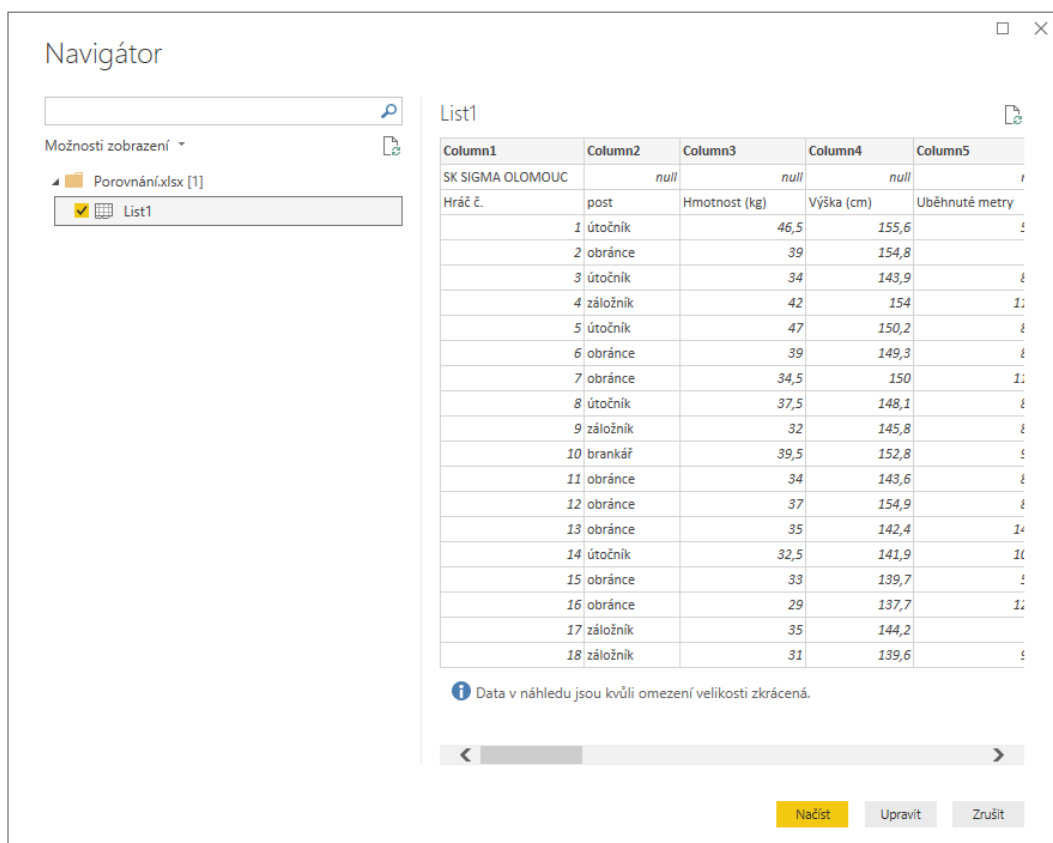 Navigátor
Možnosti zobrazení
Porovnání.xlsx [1]
List1
List1
Column1 Column2 Column3 Column4 Column5
SK SIGMA OLOMOUC null null null
Hráč č. post Hmotnost (kg) Výška (cm) Uběhnuté metry
1 útočník 46,5 155,6
2 obránce 39 154,8
3 útočník 34 143,9
4 záložník 42 154
5 útočník 47 150,2
6 obránce 39 149,3
7 obránce 34,5 150
8 útočník 37,5 148,1
9 záložník 32 145,8
10 brankář 39,5 152,8
11 obránce 34 143,6
12 obránce 37 154,9
13 obránce 35 142,4
14 útočník 32,5 141,9
15 obránce 33 139,7
16 obránce 29 137,7
17 záložník 35 144,2
18 záložník 31 139,6
Data v náhledu jsou kvůli omezení velikosti zkrácená.
Načíst Upravit Zrušit